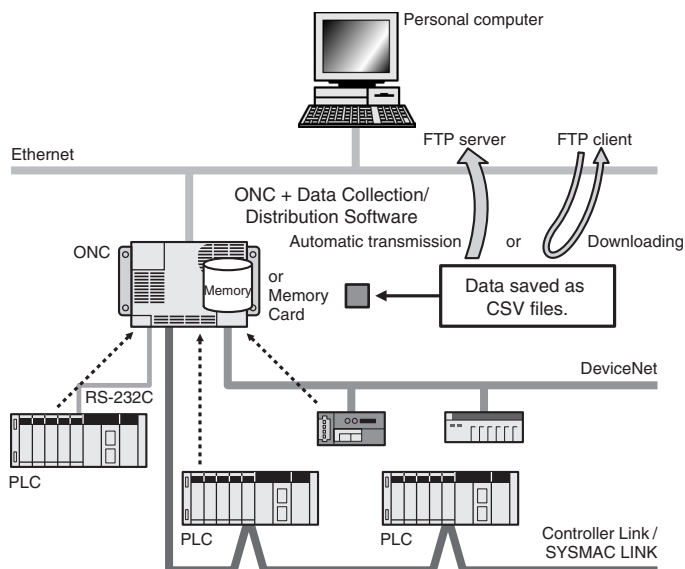 Personal computer
FTP server
FTP client
Ethernet
ONC + Data Collection/
Distribution Software
Automatic transmission
or
Downloading
ONC
Memory
or
Memory
Card
Data saved as
CSV files.
DeviceNet
RS-232C
PLC
PLC
PLC
Controller Link /
SYSMAC LINK